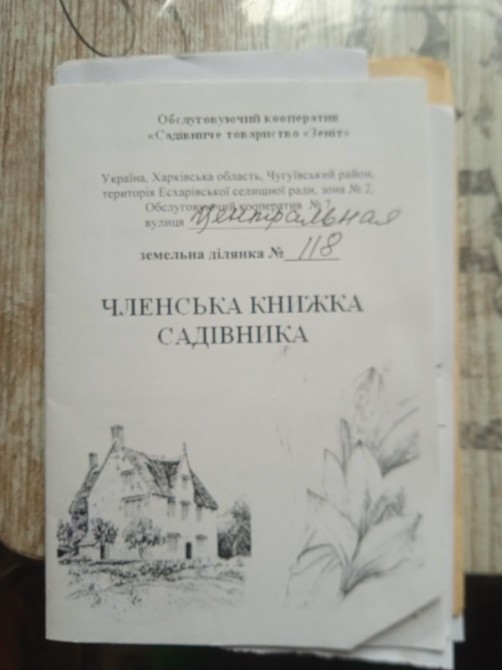 Обслуговуючий кооператив
«Садівниче товариство «Зеніт»
Україна, Харківська область, Чугуївський район,
територія Есхарівської селищної ради, зона № 2,
Обслуговуючий кооператив № 7
вулиця центральная
земельна ділянка № 118
ЧЛЕНСЬКА КНИЖКА
САДІВНИКА